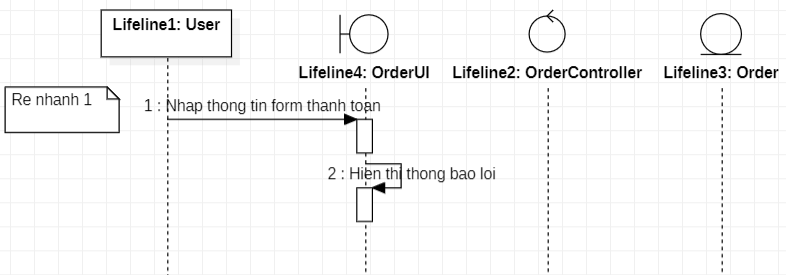 Lifeline1: User
Lifeline4: OrderUI
Lifeline2: OrderController
Lifeline3: Order
Re nhanh 1
1 : Nhap thong tin form thanh toan
2 : Hien thi thong bao loi